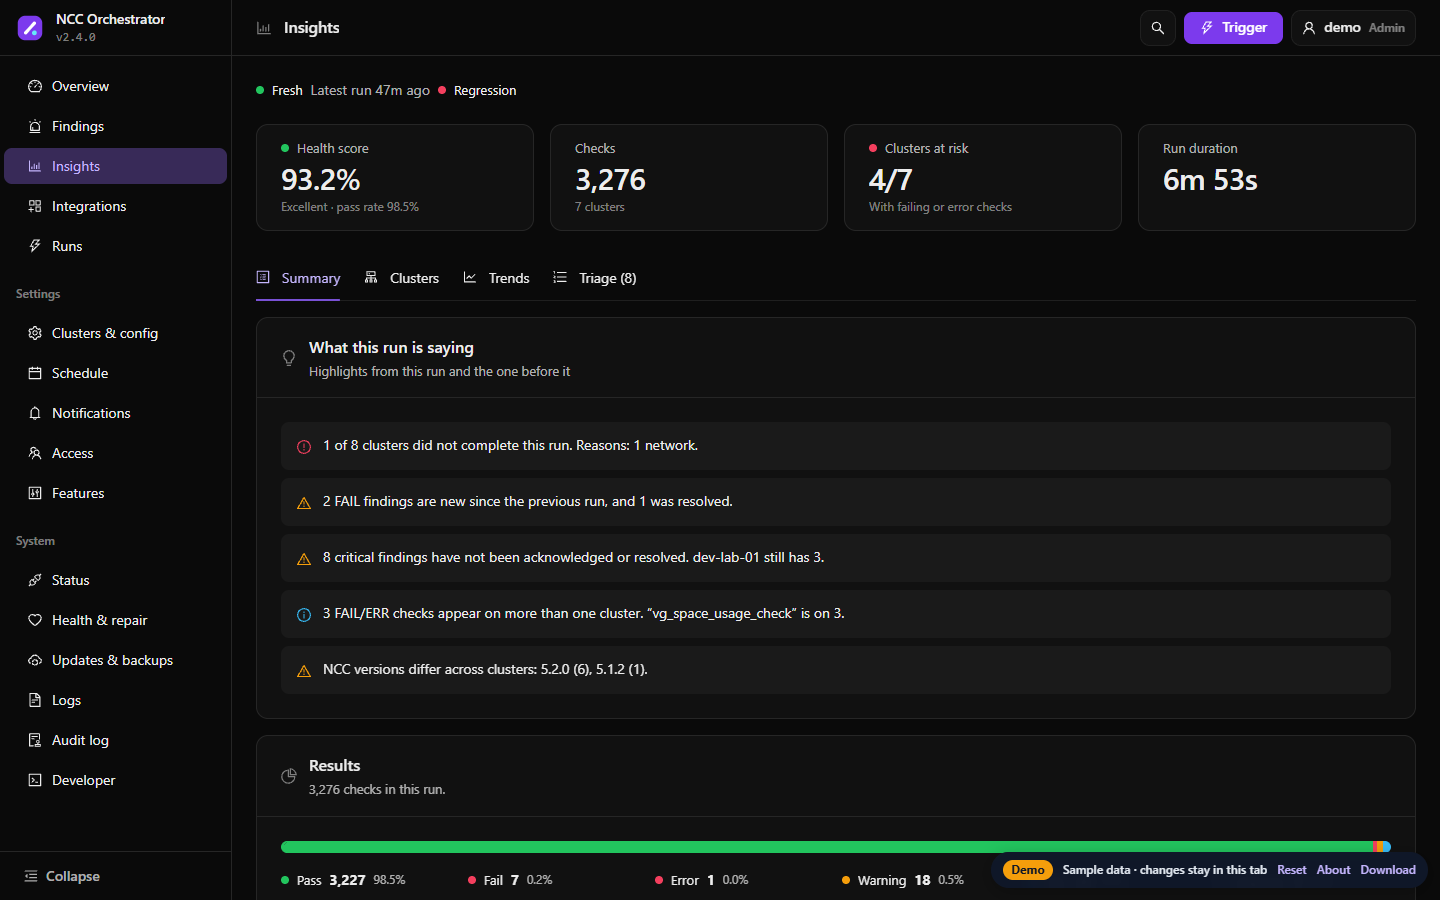 NCC Orchestrator
v2.4.0
Overview
Findings
Insights
Integrations
Runs
Settings
Clusters & config
Schedule
Notifications
Access
Features
System
Status
Health & repair
Updates & backups
Logs
Audit log
Developer
Collapse
Insights
Trigger
demo Admin
Fresh Latest run 47m ago Regression
Health score
93.2%
Excellent · pass rate 98.5%
Checks
3,276
7 clusters
Clusters at risk
4/7
With failing or error checks
Run duration
6m 53s
Summary Clusters Trends Triage (8)
What this run is saying
Highlights from this run and the one before it
1 of 8 clusters did not complete this run. Reasons: 1 network.
2 FAIL findings are new since the previous run, and 1 was resolved.
8 critical findings have not been acknowledged or resolved. dev-lab-01 still has 3.
3 FAIL/ERR checks appear on more than one cluster. "vg_space_usage_check" is on 3.
NCC versions differ across clusters: 5.2.0 (6), 5.1.2 (1).
Results
3,276 checks in this run.
Pass 3,227 98.5% Fail 7 0.2% Error 1 0.0% Warning 18 0.5%
Demo Sample data · changes stay in this tab Reset About Download